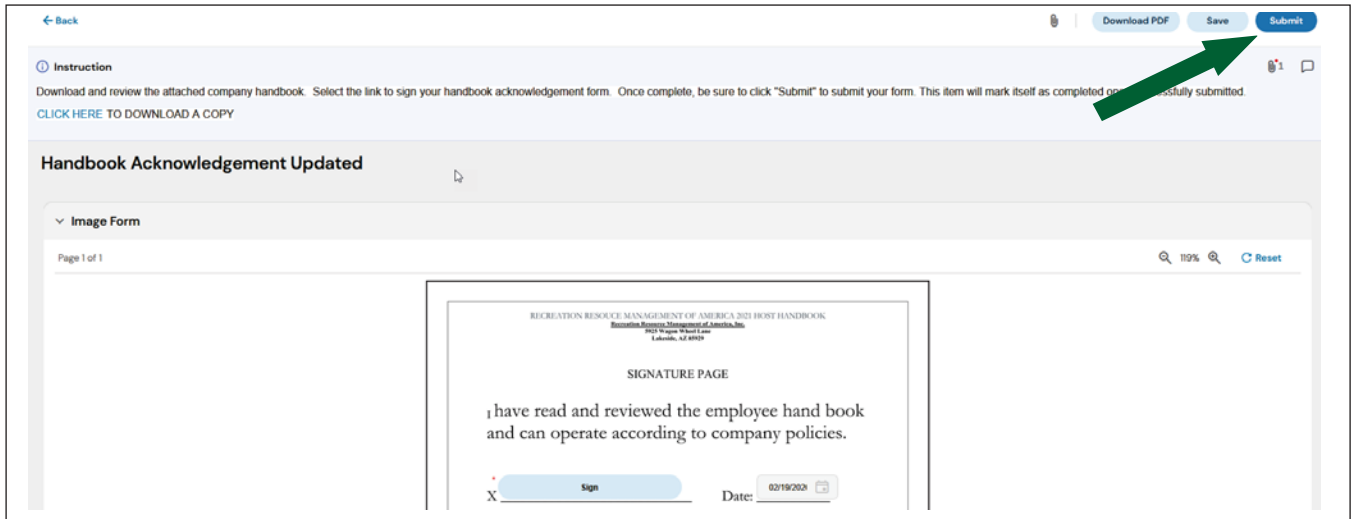 Back
Download PDF Save Submit
Instruction
1
Download and review the attached company handbook. Select the link to sign your handbook acknowledgement form. Once complete, be sure to click "Submit" to submit your form. This item will mark itself as completed submitted.
CLICK HERE TO DOWNLOAD A COPY
Handbook Acknowledgement Updated
Image Form
Page 1 of 1
119% Reset
RECREATION RESOUCE MANAGEMENT OF AMERICA 2021 HOST HANDBOOK
Recreation Resource Management of America, Inc.
5925 Wagon Wheel Lane
Lakeside, AZ 85929
SIGNATURE PAGE
I have read and reviewed the employee hand book
and can operate according to company policies.
* X Sign Date: 02/19/202